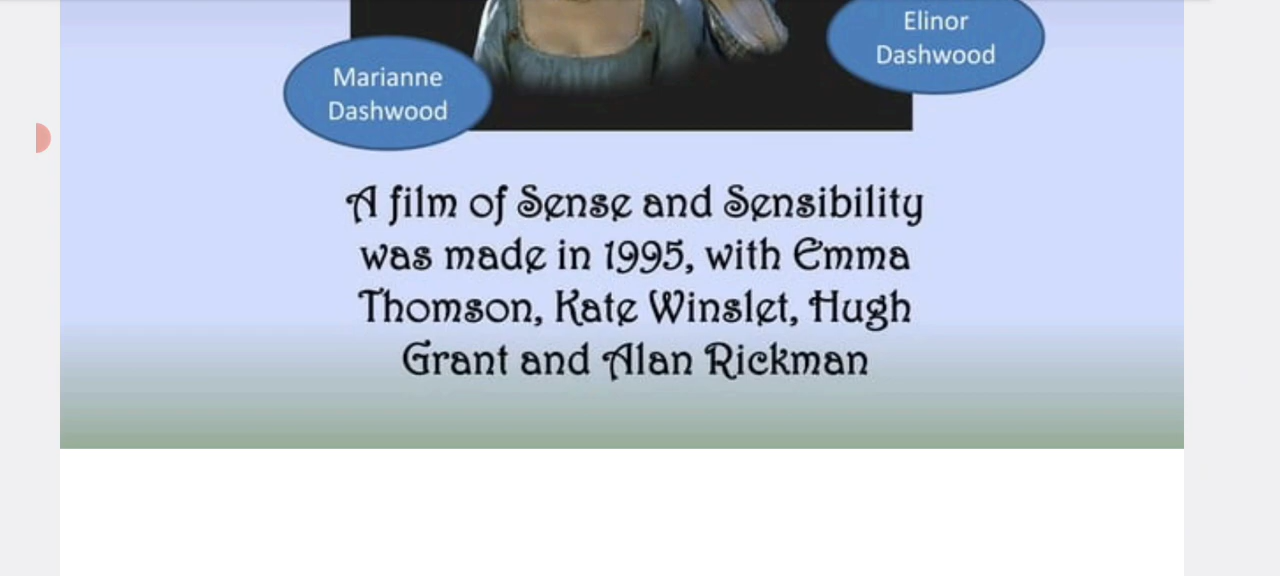 Elinor
Dashwood
Marianne
Dashwood
A film of Sense and Sensibility
was made in 1995, with Emma
Thomson, Kate Winslet, Hugh
Grant and Alan Rickman